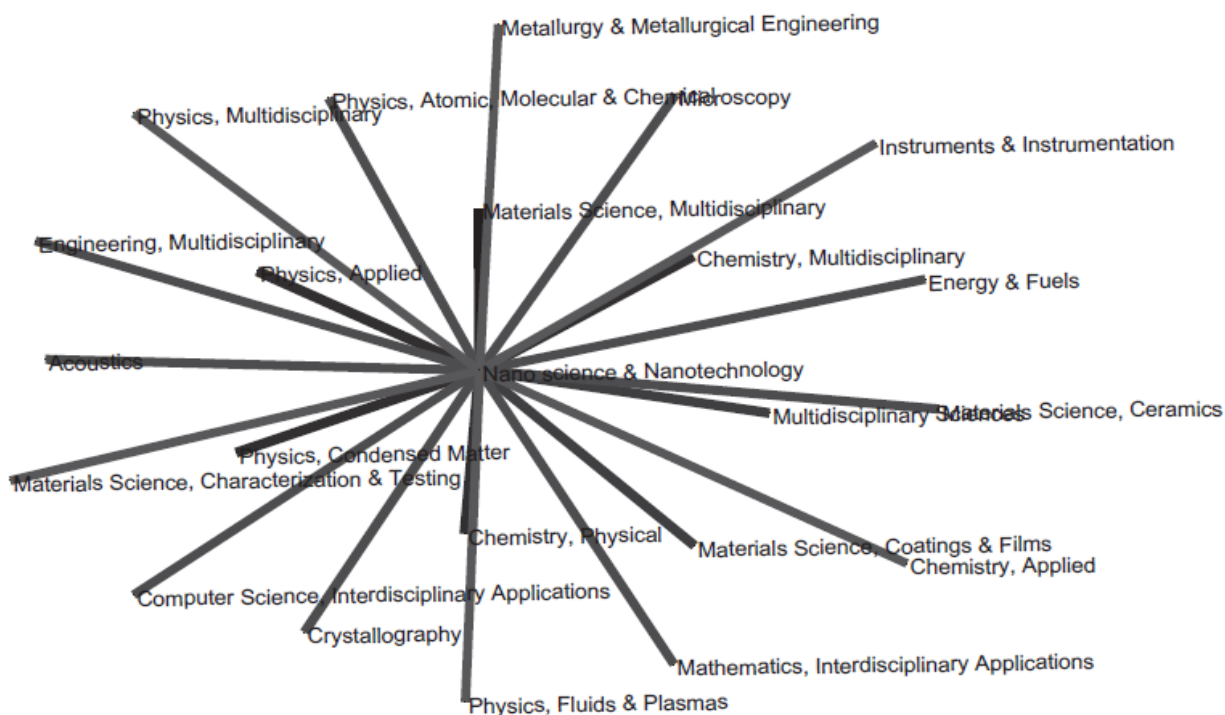 Metallurgy & Metallurgical Engineering
Physics, Atomic, Molecular & Chemical
Microscopy
Physics, Multidisciplinary
Instruments & Instrumentation
Materials Science, Multidisciplinary
Engineering, Multidisciplinary
Chemistry, Multidisciplinary
Physics, Applied
Energy & Fuels
Acoustics
Nano science & Nanotechnology
Multidisciplinary Sciences
Materials Science, Ceramics
Physics, Condensed Matter
Materials Science, Characterization & Testing
Chemistry, Physical
Materials Science, Coatings & Films
Chemistry, Applied
Computer Science, Interdisciplinary Applications
Crystallography
Mathematics, Interdisciplinary Applications
Physics, Fluids & Plasmas